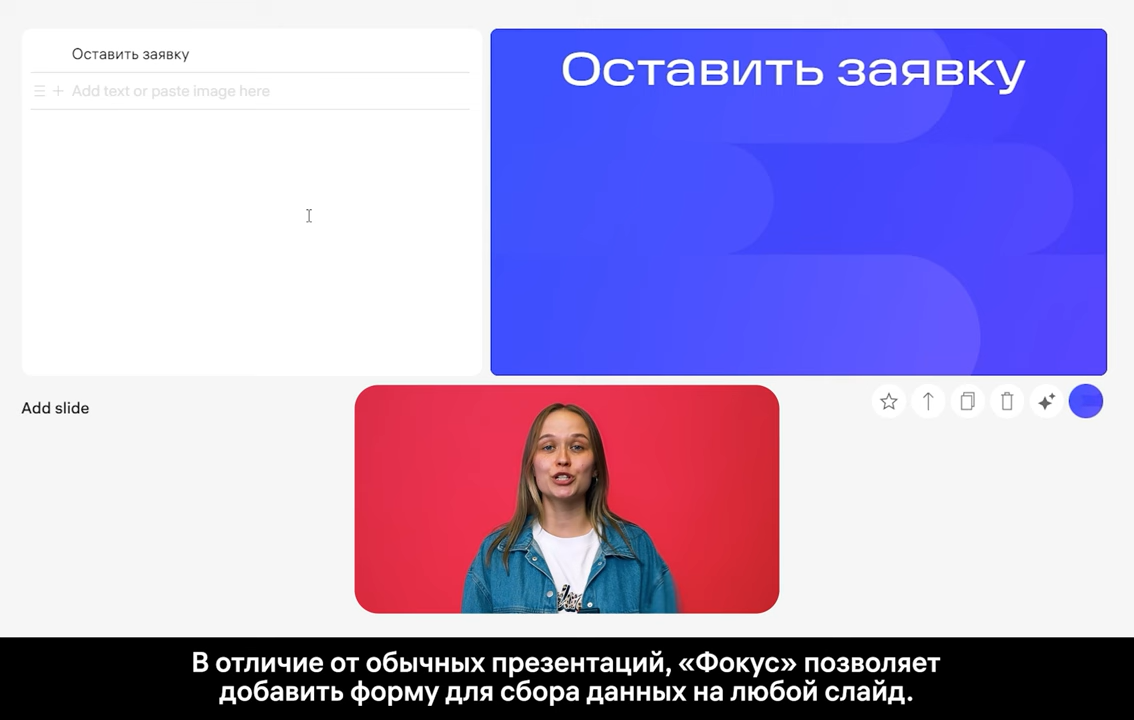 Оставить заявку
Add text or paste image here
Оставить заявку
Add slide
В отличие от обычных презентаций, «Фокус» позволяет
добавить форму для сбора данных на любой слайд.